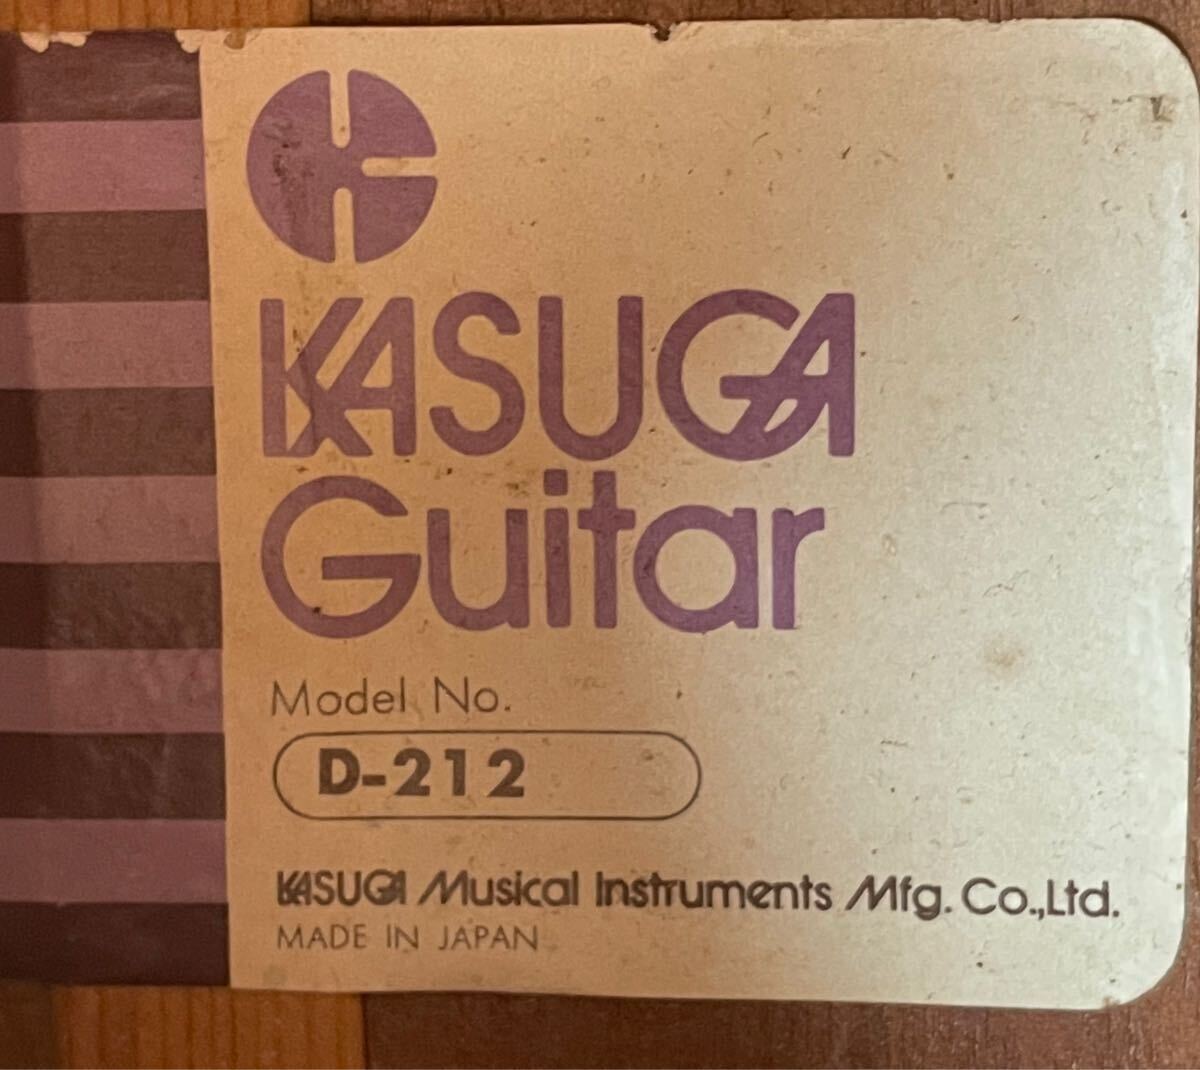 KASUGA
Guitar
Model No.
D-212
KASUGA Musical Instruments Mfg. Co.,Ltd.
MADE IN JAPAN